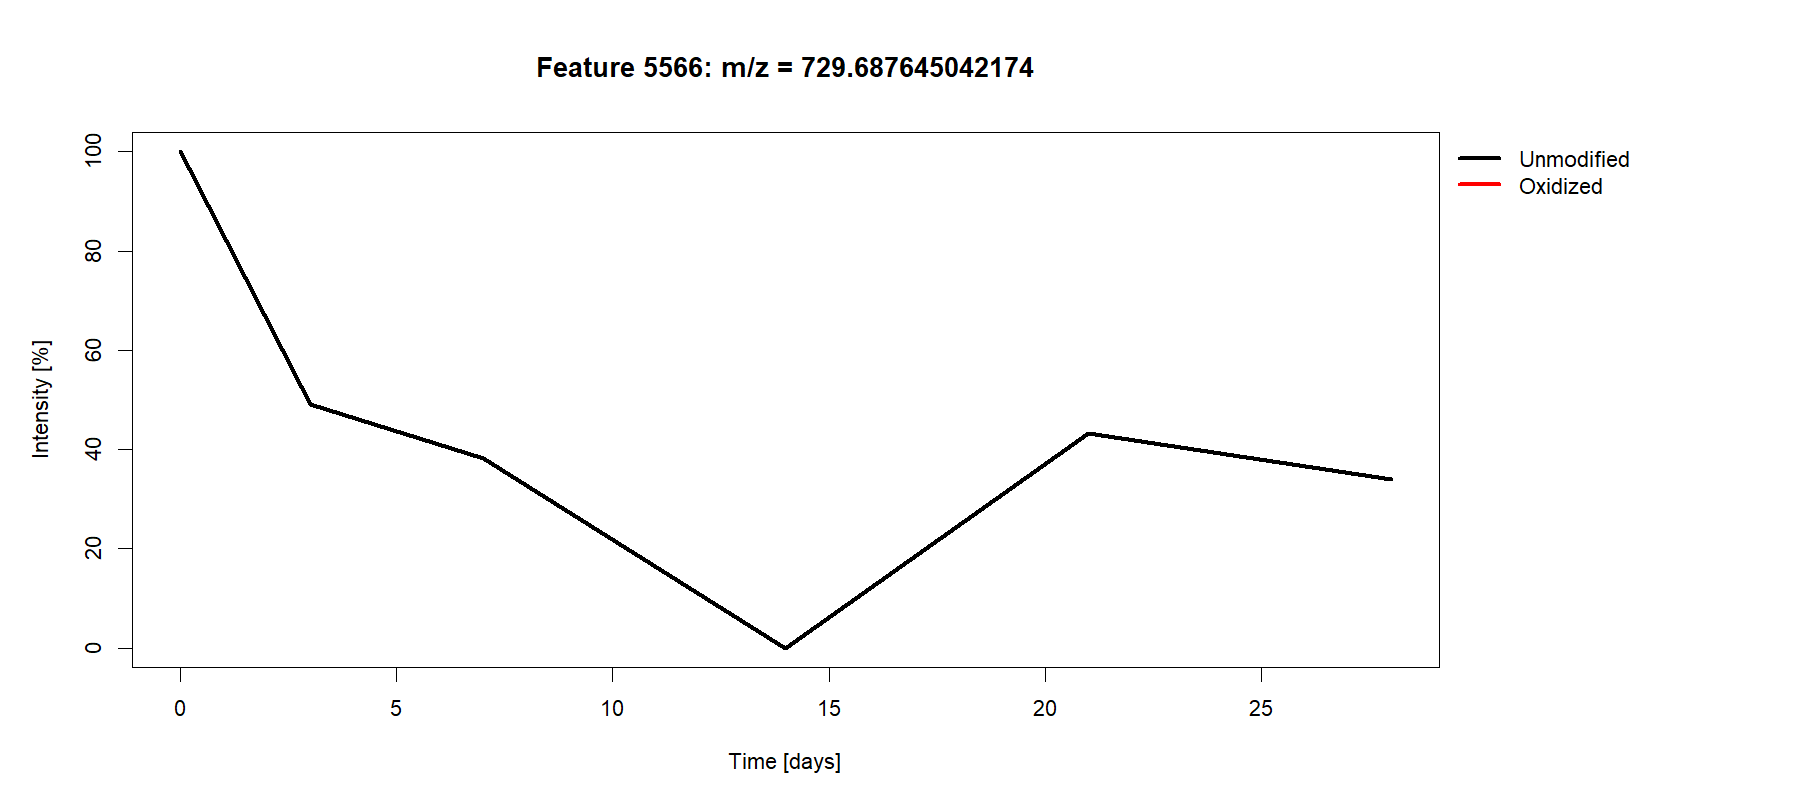 Feature 5566: m/z = 729.687645042174
Unmodified
Oxidized
Intensity [%]
100
80
60
40
20
0
0 5 10 15 20 25
Time [days]